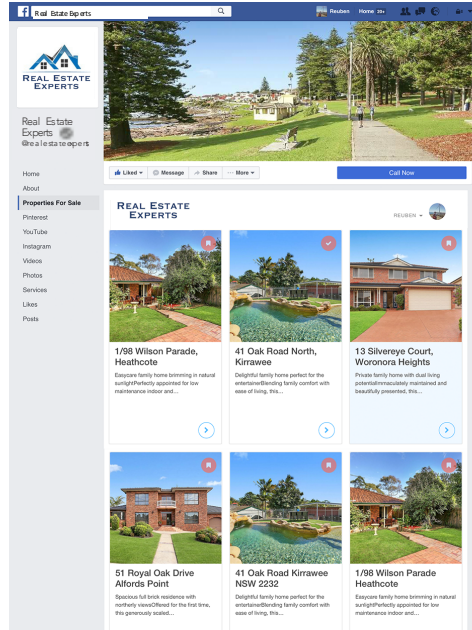 Real Estate Experts
Reuben
Home 20+
REAL ESTATE
EXPERTS
Real Estate
Experts
@realestateexperts
Liked
Message
Share
More
Call Now
Home
About
Properties For Sale
Pinterest
YouTube
Instagram
Videos
Photos
Services
Likes
Posts
REAL ESTATE
EXPERTS
REUBEN
1/98 Wilson Parade,
Heathcote
Easycare family home brimming in natural
sunlightPerfectly appointed for low
maintenance indoor and...
41 Oak Road North,
Kirrawee
Delightful family home perfect for the
entertainerBlending family comfort with
ease of living, this...
13 Silvereye Court,
Woronora Heights
Private family home with dual living
potentialImmaculately maintained and
beautifully presented, this...
51 Royal Oak Drive
Alfords Point
Spacious full brick residence with
northerly viewsOffered for the first time,
this generously scaled...
41 Oak Road Kirrawee
NSW 2232
Delightful family home perfect for the
entertainerBlending family comfort with
ease of living, this...
1/98 Wilson Parade
Heathcote
Easycare family home brimming in natural
sunlightPerfectly appointed for low
maintenance indoor and...